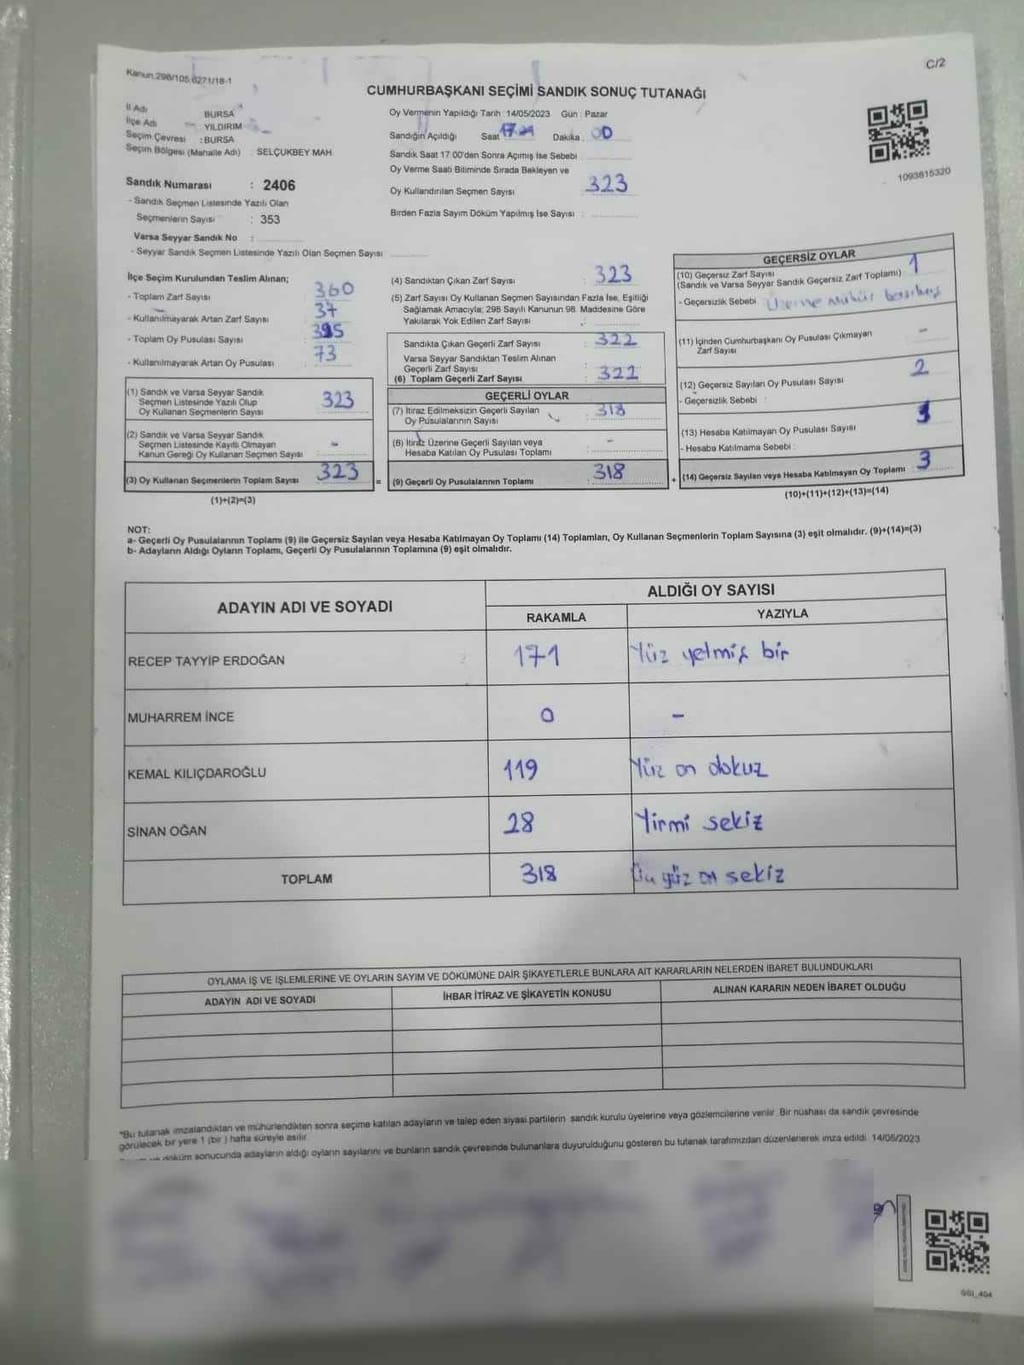 Kanun:298/105,6271/18-1
C/2
CUMHURBAŞKANI SEÇİMİ SANDIK SONUÇ TUTANAĞI
İl Adı BURSA
İlçe Adı YILDIRIM
Seçim Çevresi : BURSA
Seçim Bölgesi (Mahalle Adı) : SELÇUKBEY MAH.
Oy Vermenin Yapıldığı Tarih :14/05/2023 Gün : Pazar
Sandığın Açıldığı Saat Dakika
Sandık Saat 17:00'den Sonra Açılmış İse Sebebi
Oy Verme Saati Bitiminde Sırada Bekleyen ve
Oy Kullandırılan Seçmen Sayısı : 323
Birden Fazla Sayım Döküm Yapılmış İse Sayısı :
1093815320
Sandık Numarası : 2406
- Sandık Seçmen Listesinde Yazılı Olan
Seçmenlerin Sayısı : 353
Varsa Seyyar Sandık No :
- Seyyar Sandık Seçmen Listesinde Yazılı Olan Seçmen Sayısı
İlçe Seçim Kurulundan Teslim Alınan;
- Toplam Zarf Sayısı 360
- Kullanılmayarak Artan Zarf Sayısı 37
- Toplam Oy Pusulası Sayısı 395
- Kullanılmayarak Artan Oy Pusulası 73
(1) Sandık ve Varsa Seyyar Sandık
Seçmen Listesinde Yazılı Olup
Oy Kullanan Seçmenlerin Sayısı 323
(2) Sandık ve Varsa Seyyar Sandık
Seçmen Listesinde Kayıtlı Olmayan
Kanun Gereği Oy Kullanan Seçmen Sayısı -
(3) Oy Kullanan Seçmenlerin Toplam Sayısı 323
(1)+(2)=(3)
(4) Sandıktan Çıkan Zarf Sayısı : 323
(5) Zarf Sayısı Oy Kullanan Seçmen Sayısından Fazla İse, Eşitliği
Sağlamak Amacıyla; 298 Sayılı Kanunun 98. Maddesine Göre
Yakılarak Yok Edilen Zarf Sayısı :
Sandıkta Çıkan Geçerli Zarf Sayısı : 322
Varsa Seyyar Sandıktan Teslim Alınan
Geçerli Zarf Sayısı
(6) Toplam Geçerli Zarf Sayısı : 322
GEÇERLİ OYLAR
(7) İtiraz Edilmeksizin Geçerli Sayılan
Oy Pusulalarının Sayısı : 318
(8) İtiraz Üzerine Geçerli Sayılan veya
Hesaba Katılan Oy Pusulası Toplamı : -
= (9) Geçerli Oy Pusulalarının Toplamı : 318
GEÇERSİZ OYLAR
(10) Geçersiz Zarf Sayısı 1
(Sandık ve Varsa Seyyar Sandık Geçersiz Zarf Toplamı)
- Geçersizlik Sebebi : Üzerine Mühür
(11) İçinden Cumhurbaşkanı Oy Pusulası Çıkmayan
Zarf Sayısı -
(12) Geçersiz Sayılan Oy Pusulası Sayısı 2
- Geçersizlik Sebebi :
(13) Hesaba Katılmayan Oy Pusulası Sayısı
- Hesaba Katılmama Sebebi :
+ (14) Geçersiz Sayılan veya Hesaba Katılmayan Oy Toplamı : 3
(10)+(11)+(12)+(13)=(14)
NOT:
a- Geçerli Oy Pusulalarının Toplamı (9) ile Geçersiz Sayılan veya Hesaba Katılmayan Oy Toplamı (14) Toplamları, Oy Kullanan Seçmenlerin Toplam Sayısına (3) eşit olmalıdır. (9)+(14)=(3)
b- Adayların Aldığı Oyların Toplamı, Geçerli Oy Pusulalarının Toplamına (9) eşit olmalıdır.
ADAYIN ADI VE SOYADI ALDIĞI OY SAYISI
RAKAMLA YAZIYLA
RECEP TAYYİP ERDOĞAN 171 Yüz yetmiş bir
MUHARREM İNCE 0 -
KEMAL KILIÇDAROĞLU 119 Yüz on dokuz
SİNAN OĞAN 28 Yirmi sekiz
TOPLAM 318 yüz on sekiz
OYLAMA İŞ VE İŞLEMLERİNE VE OYLARIN SAYIM VE DÖKÜMÜNE DAİR ŞİKAYETLERLE BUNLARA AİT KARARLARIN NELERDEN İBARET BULUNDUKLARI
ADAYIN ADI VE SOYADI İHBAR İTİRAZ VE ŞİKAYETİN KONUSU ALINAN KARARIN NEDEN İBARET OLDUĞU
*Bu tutanak imzalandıktan ve mühürlendikten sonra seçime katılan adayların ve talep eden siyasi partilerin sandık kurulu üyelerine veya gözlemcilerine verilir. Bir nüshası da sandık çevresinde
görülecek bir yere 1 (bir) hafta süreyle asılır.
döküm sonucunda adayların aldığı oyların sayılarını ve bunların sandık çevresinde bulunanlara duyurulduğunu gösteren bu tutanak tarafımızdan düzenlenerek imza edildi. 14/05/2023